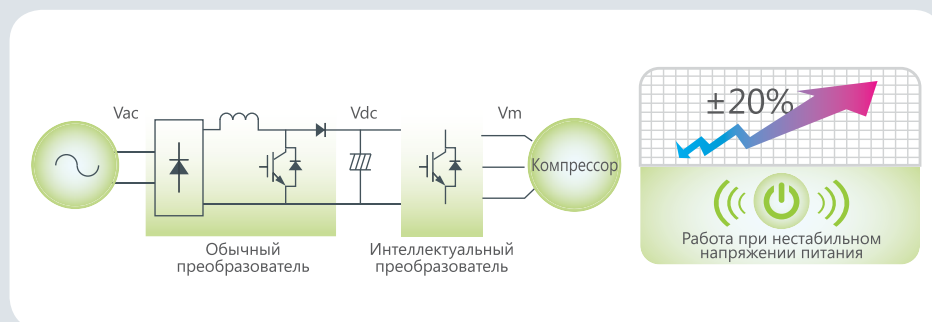 Vac
Vdc
Vm
Компрессор
Обычный
преобразователь
Интеллектуальный
преобразователь
±20%
Работа при нестабильном
напряжении питания